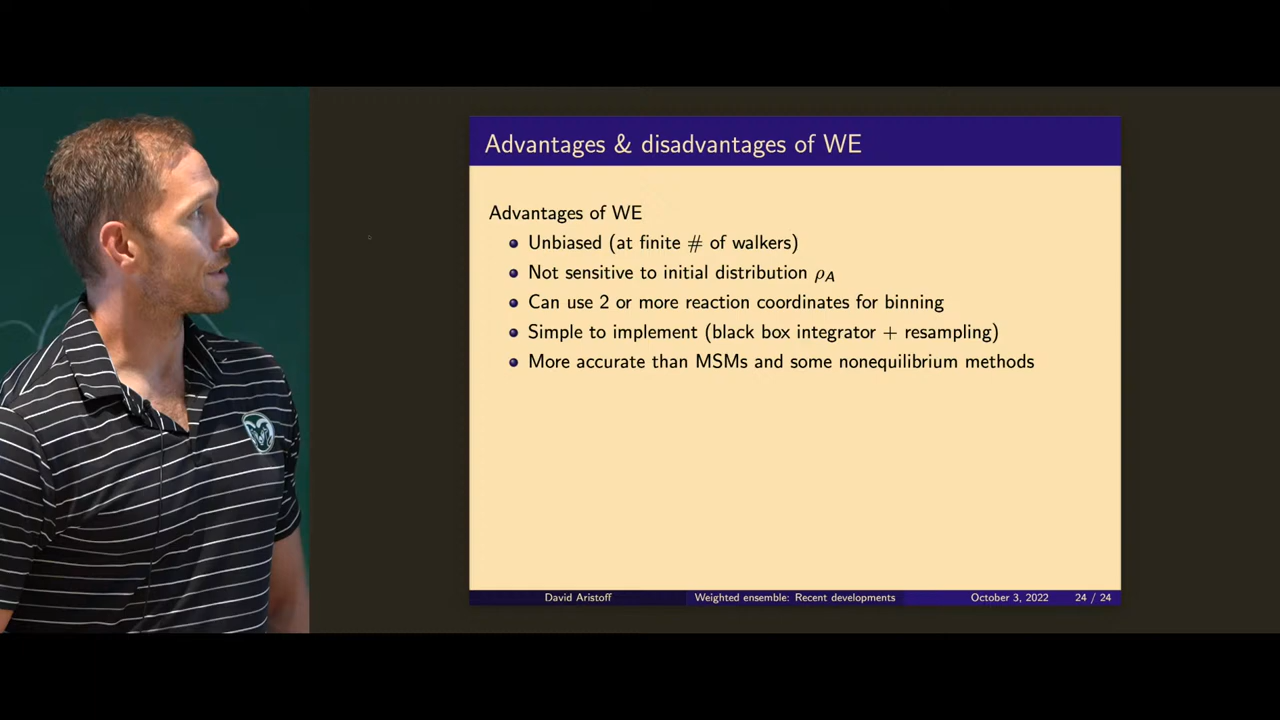 Advantages & disadvantages of WE
Advantages of WE
Unbiased (at finite # of walkers)
Not sensitive to initial distribution ρ_A
Can use 2 or more reaction coordinates for binning
Simple to implement (black box integrator + resampling)
More accurate than MSMs and some nonequilibrium methods
David Aristoff Weighted ensemble: Recent developments October 3, 2022 24 / 24